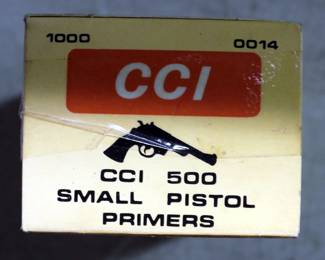 1000 0014
CCI
CCI 500
SMALL PISTOL
PRIMERS